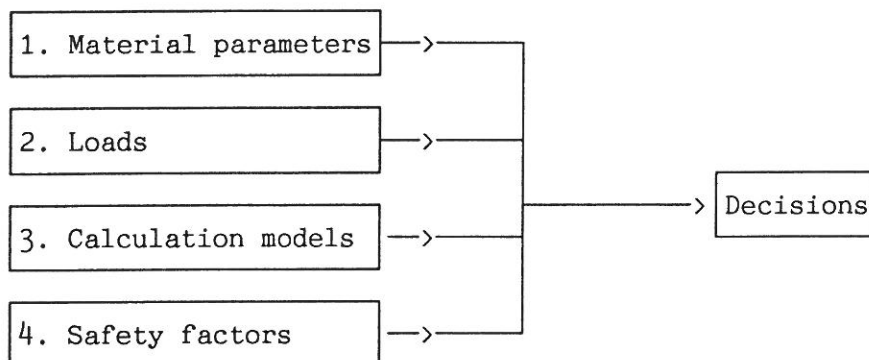 1. Material parameters
2. Loads
3. Calculation models
4. Safety factors
Decisions